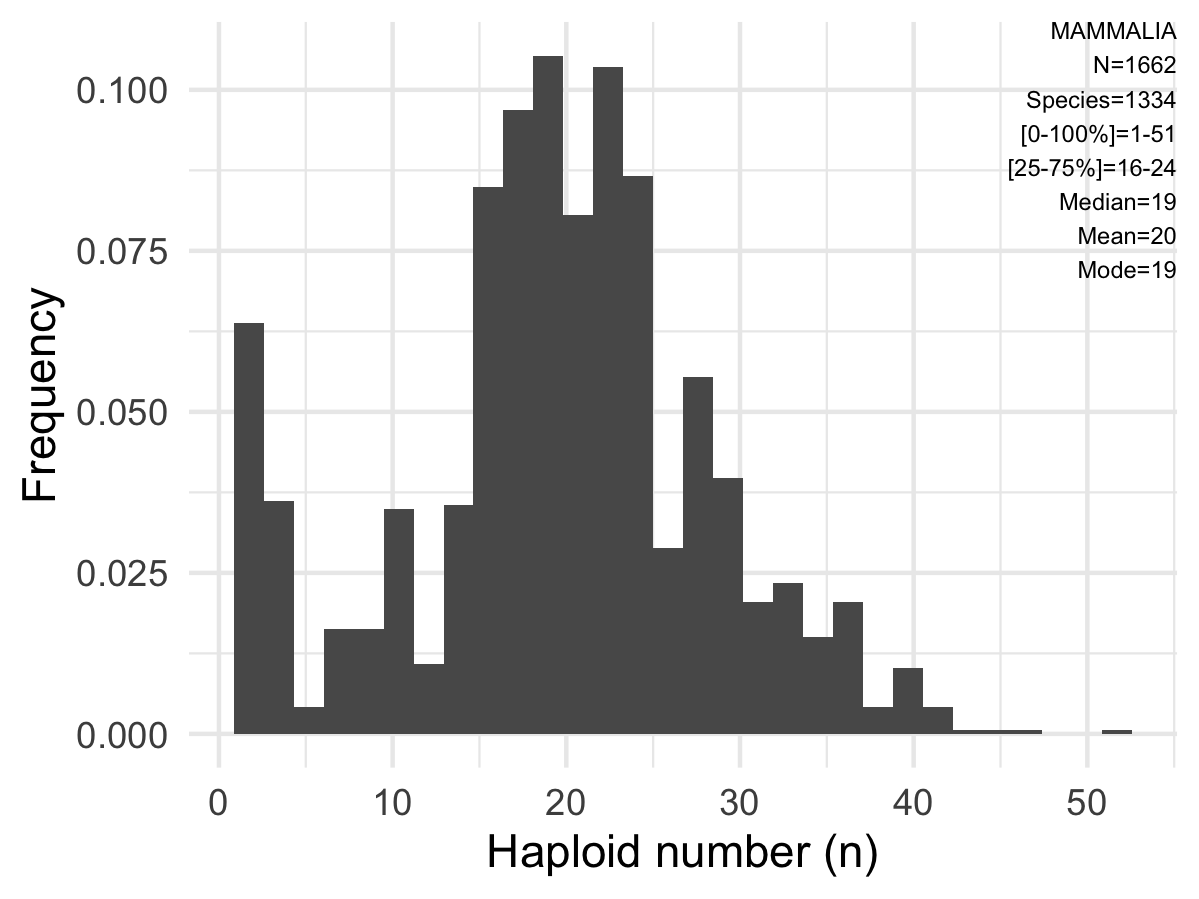 MAMMALIA
N=1662
Species=1334
[0-100%]=1-51
[25-75%]=16-24
Median=19
Mean=20
Mode=19
Frequency
0.100
0.075
0.050
0.025
0.000
0 10 20 30 40 50
Haploid number (n)